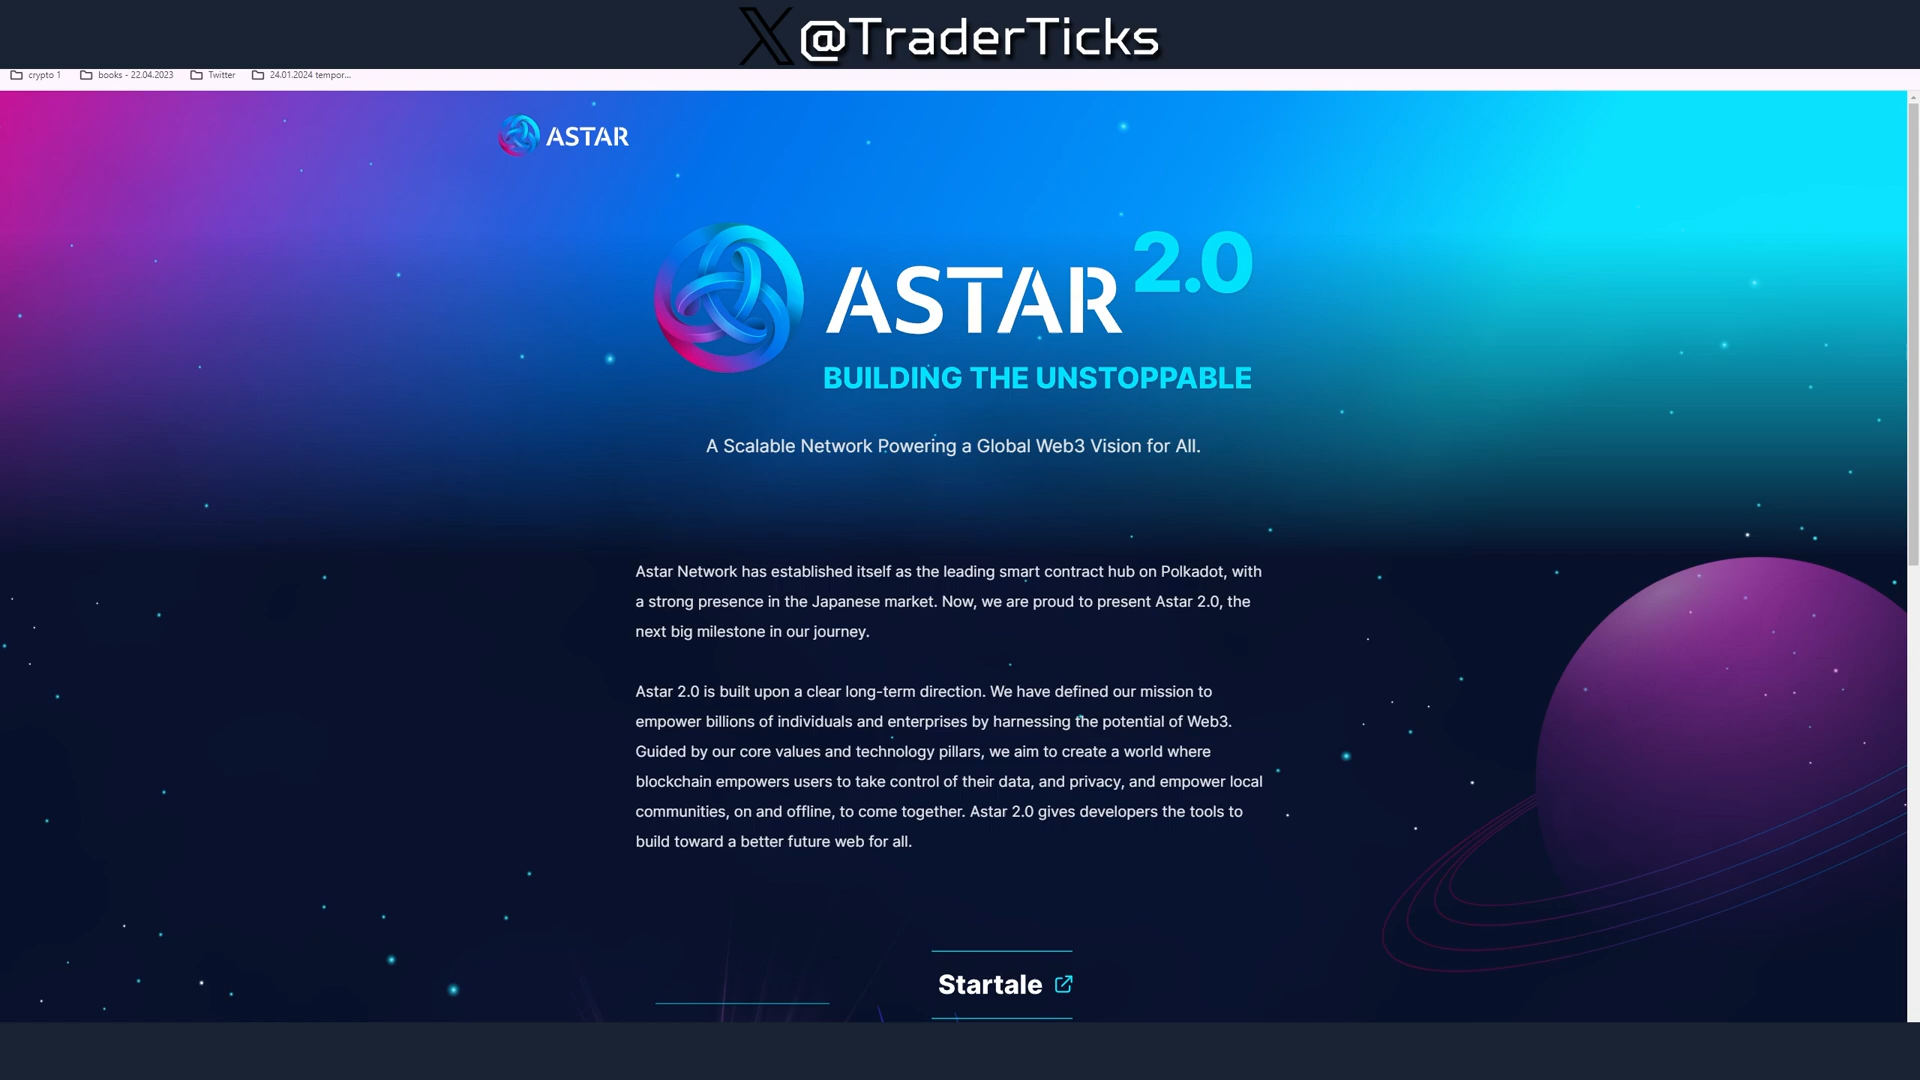 X @TraderTicks
crypto 1 books - 22.04.2023 Twitter 24.01.2024 tempor...
ASTAR
ASTAR 2.0
BUILDING THE UNSTOPPABLE
A Scalable Network Powering a Global Web3 Vision for All.
Astar Network has established itself as the leading smart contract hub on Polkadot, with
a strong presence in the Japanese market. Now, we are proud to present Astar 2.0, the
next big milestone in our journey.
Astar 2.0 is built upon a clear long-term direction. We have defined our mission to
empower billions of individuals and enterprises by harnessing the potential of Web3.
Guided by our core values and technology pillars, we aim to create a world where
blockchain empowers users to take control of their data, and privacy, and empower local
communities, on and offline, to come together. Astar 2.0 gives developers the tools to
build toward a better future web for all.
Startale